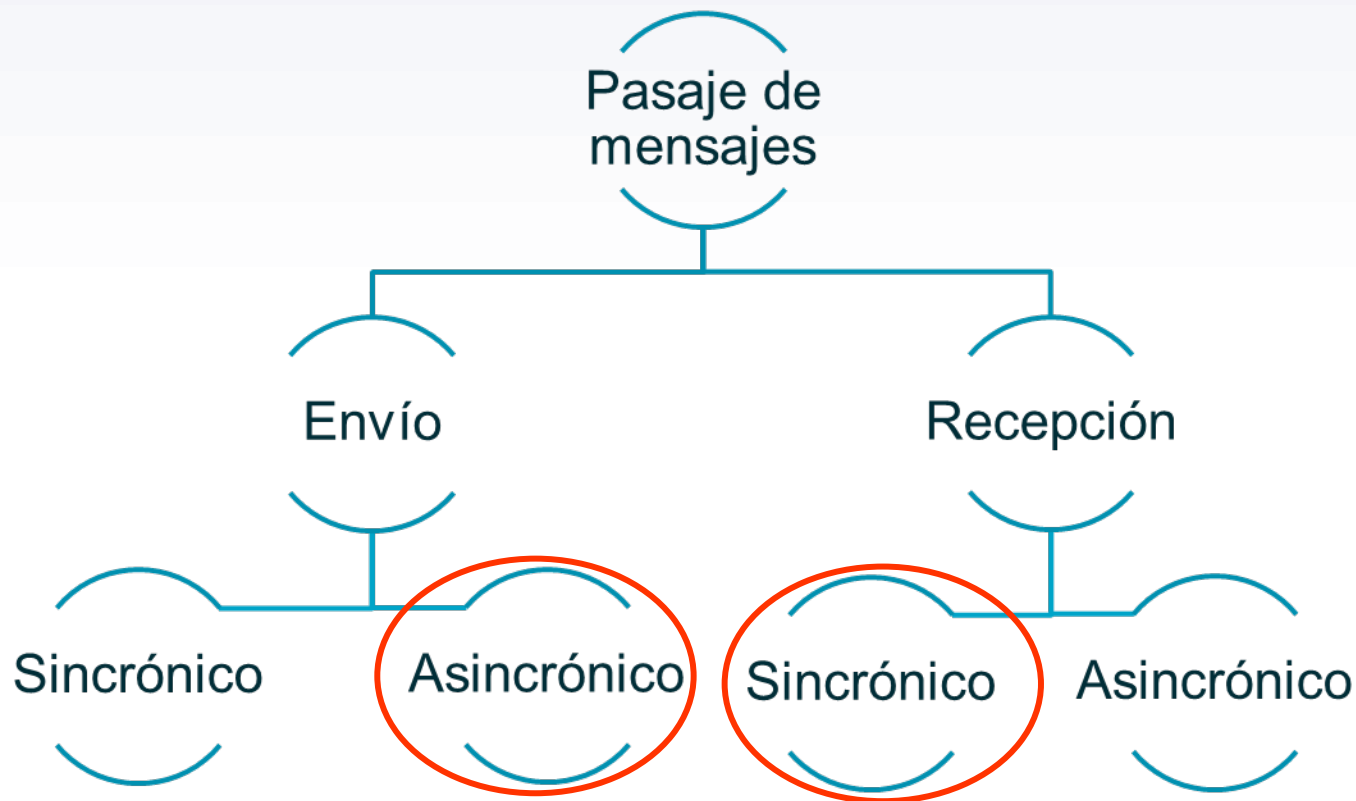 Pasaje de
mensajes
Envío
Recepción
Sincrónico
Asincrónico
Sincrónico
Asincrónico